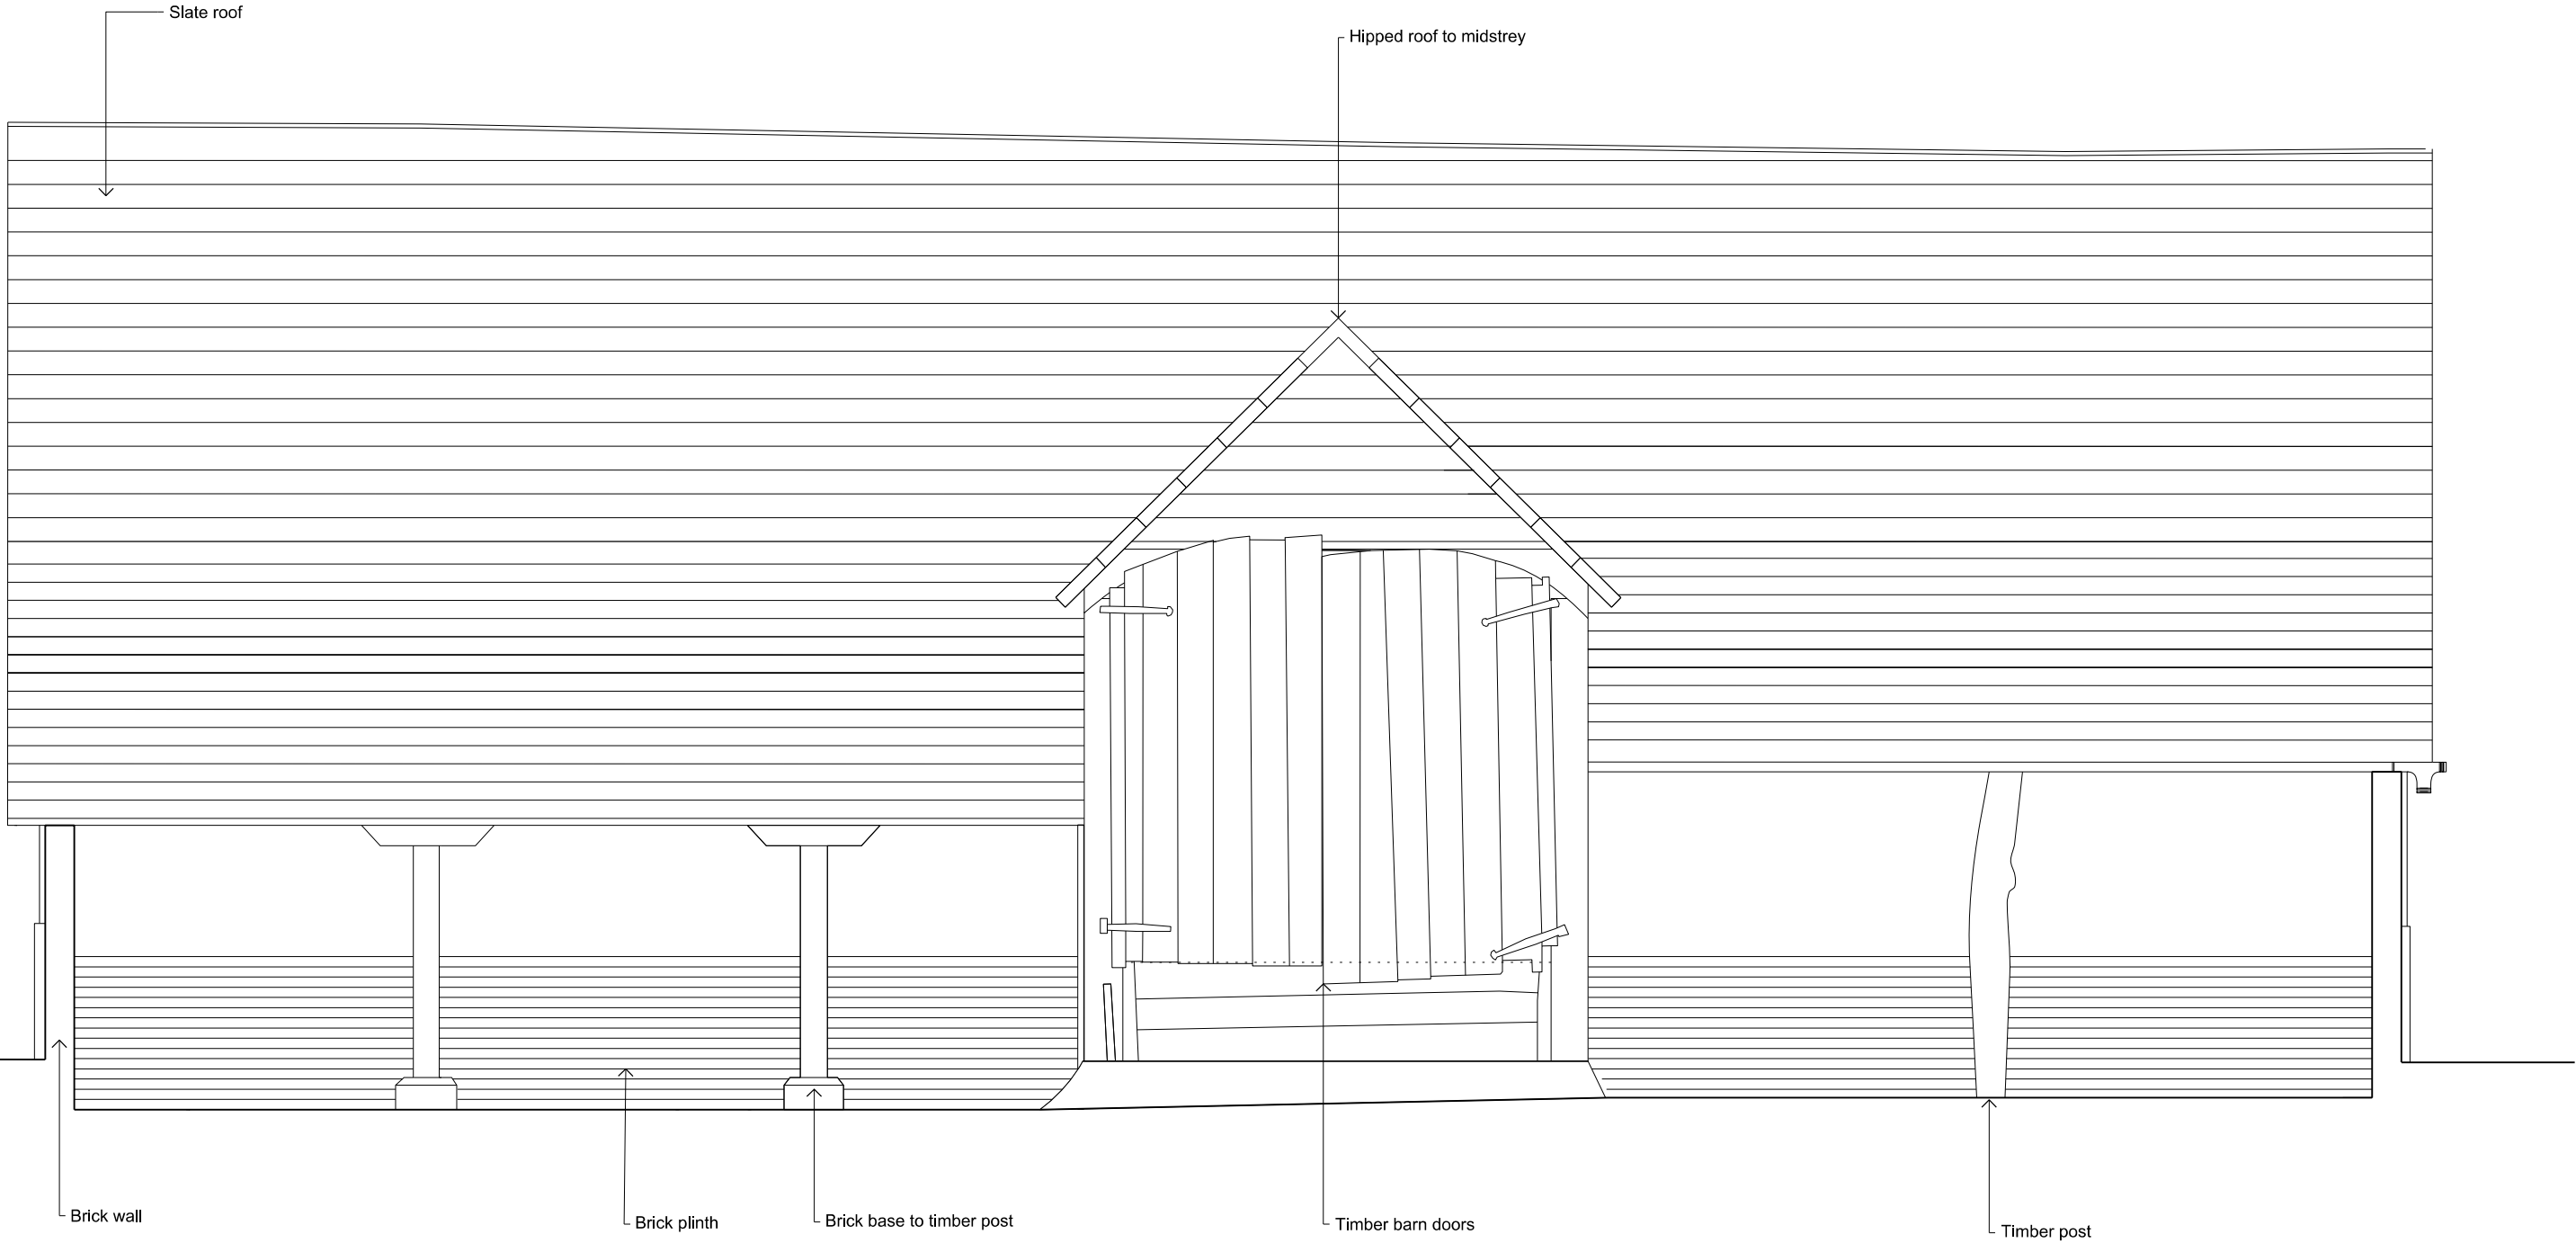 Slate roof
Hipped roof to midstrey
Brick wall
Brick plinth
Brick base to timber post
Timber barn doors
Timber post